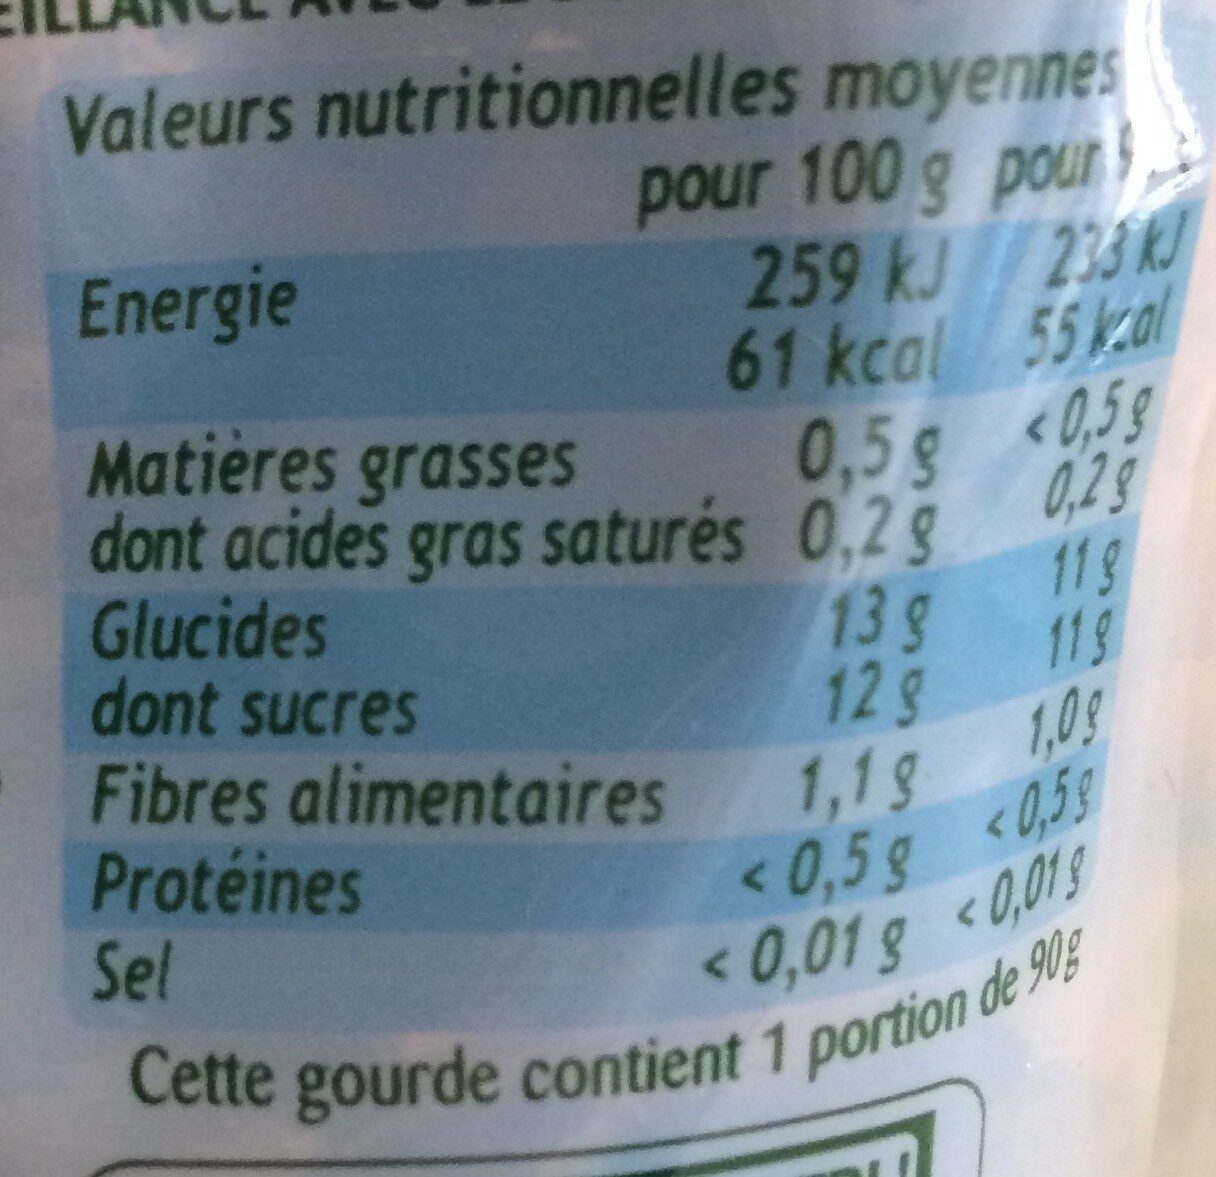 Valeurs nutritionnelles moyennes
pour 100 g pour
Energie 259 kJ 233 kJ
61 kcal 55 kcal
Matières grasses 0,5 g < 0,5 g
dont acides gras saturés 0,2 g 0,2 g
Glucides 13 g 11 g
dont sucres 12 g 11 g
Fibres alimentaires 1,1 g 1,0 g
Protéines < 0,5 g < 0,5 g
Sel < 0,01 g < 0,01 g
Cette gourde contient 1 portion de 90g